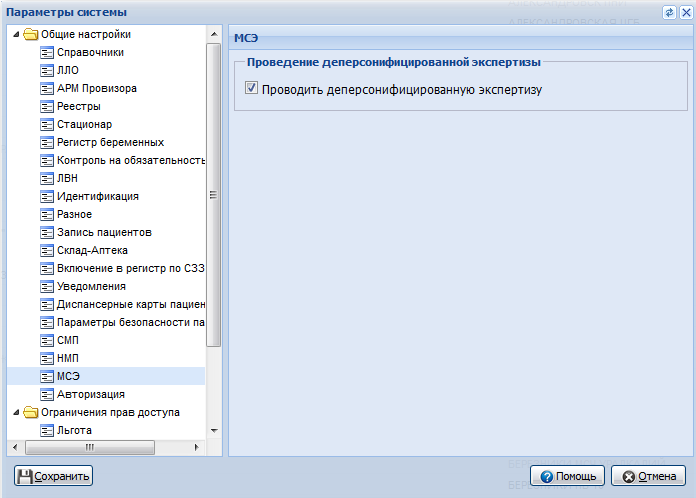 Параметры системы
Общие настройки
Справочники
ЛЛО
АРМ Провизора
Реестры
Стационар
Регистр беременных
Контроль на обязательность
ЛВН
Идентификация
Разное
Запись пациентов
Склад-Аптека
Включение в регистр по СЗЗ
Уведомления
Диспансерные карты пациен
Параметры безопасности па
СМП
НМП
МСЭ
Авторизация
Ограничения прав доступа
Льгота
МСЭ
Проведение деперсонифицированной экспертизы
Проводить деперсонифицированную экспертизу
Сохранить
Помощь
Отмена